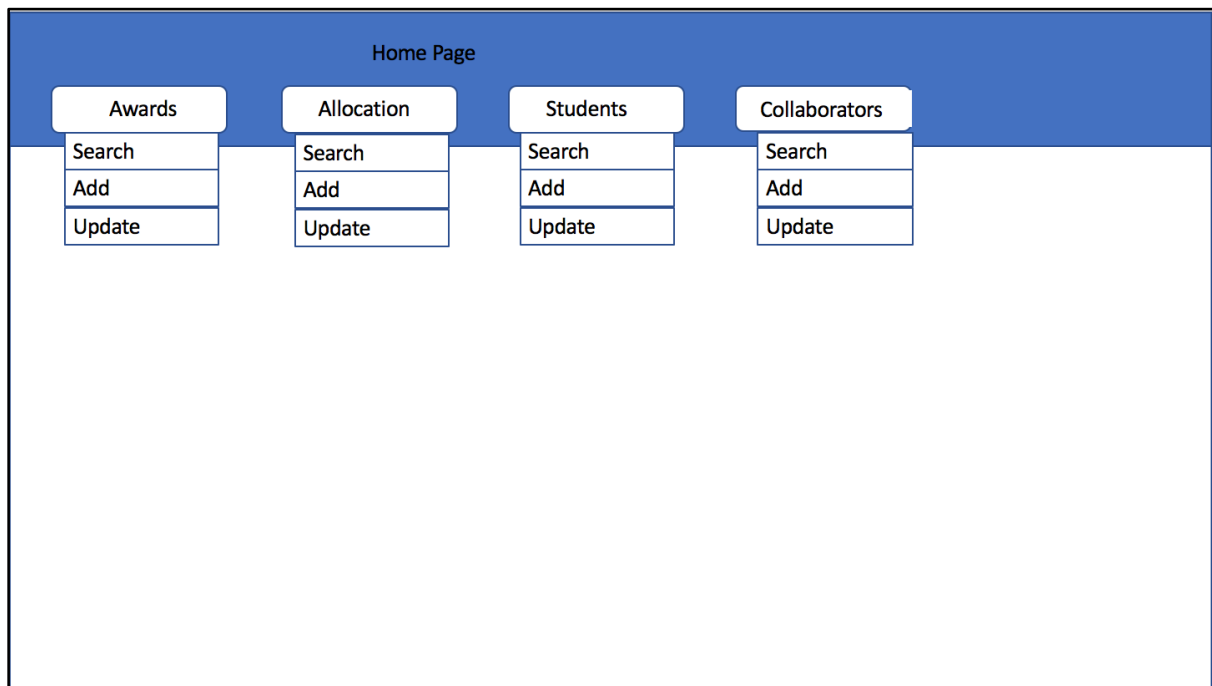 Home Page
Awards
Allocation
Students
Collaborators
Search
Search
Search
Search
Add
Add
Add
Add
Update
Update
Update
Update